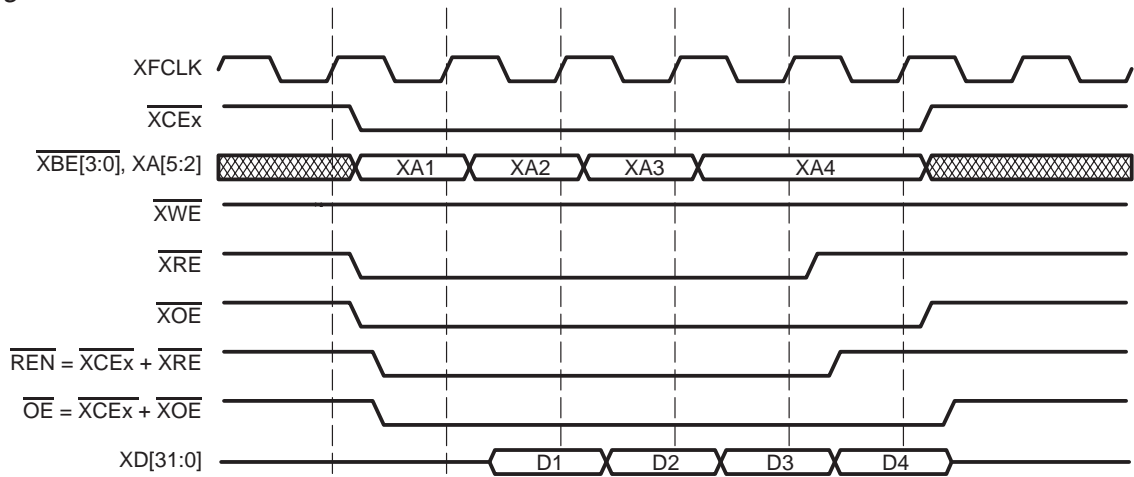 XFCLK
XCEx
XBE[3:0], XA[5:2] XA1 XA2 XA3 XA4
XWE
XRE
XOE
REN = XCEx + XRE
OE = XCEx + XOE
XD[31:0] D1 D2 D3 D4